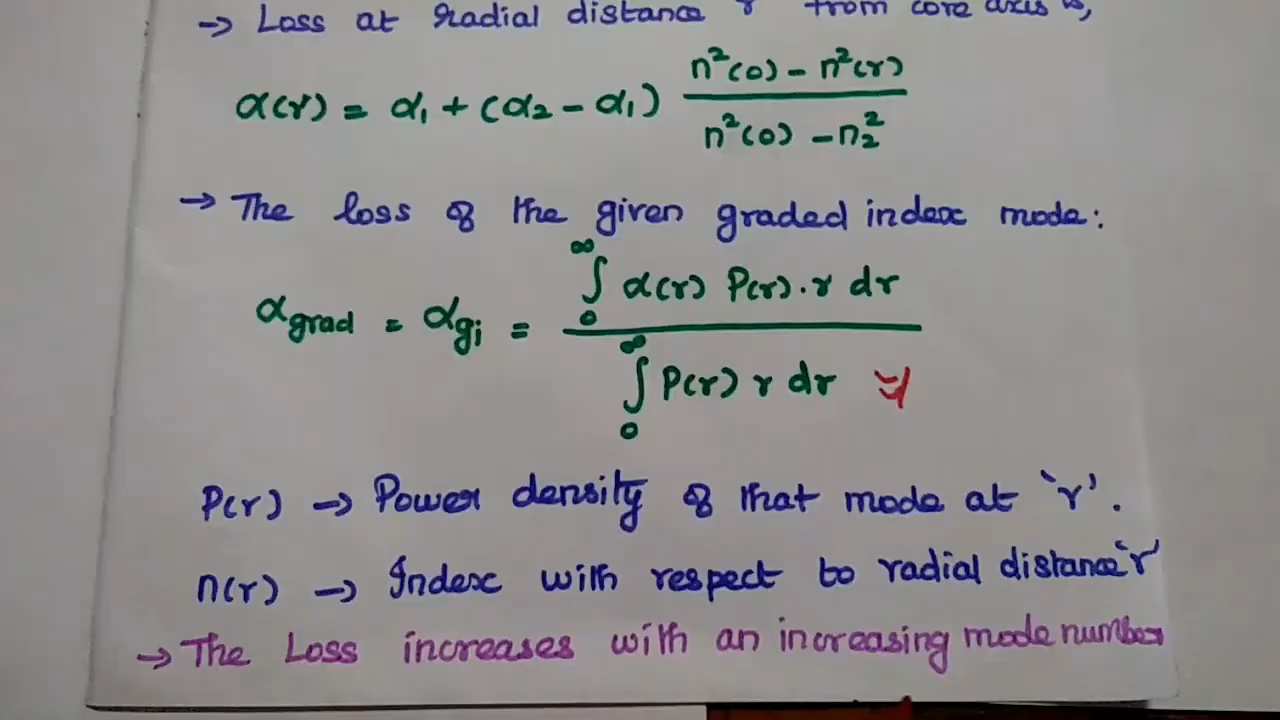 → Loss at radial distance r from core axis is,
α(r) = α₁ + (α₂ - α₁) (n²(0) - n²(r)) / (n²(0) - n₂²)
→ The loss of the given graded index mode:
α_grad = α_gi = ∫₀^∞ α(r) P(r).r dr / ∫₀^∞ P(r) r dr
P(r) → Power density of that mode at 'r'.
n(r) → Index with respect to radial distance 'r'
→ The Loss increases with an increasing mode number